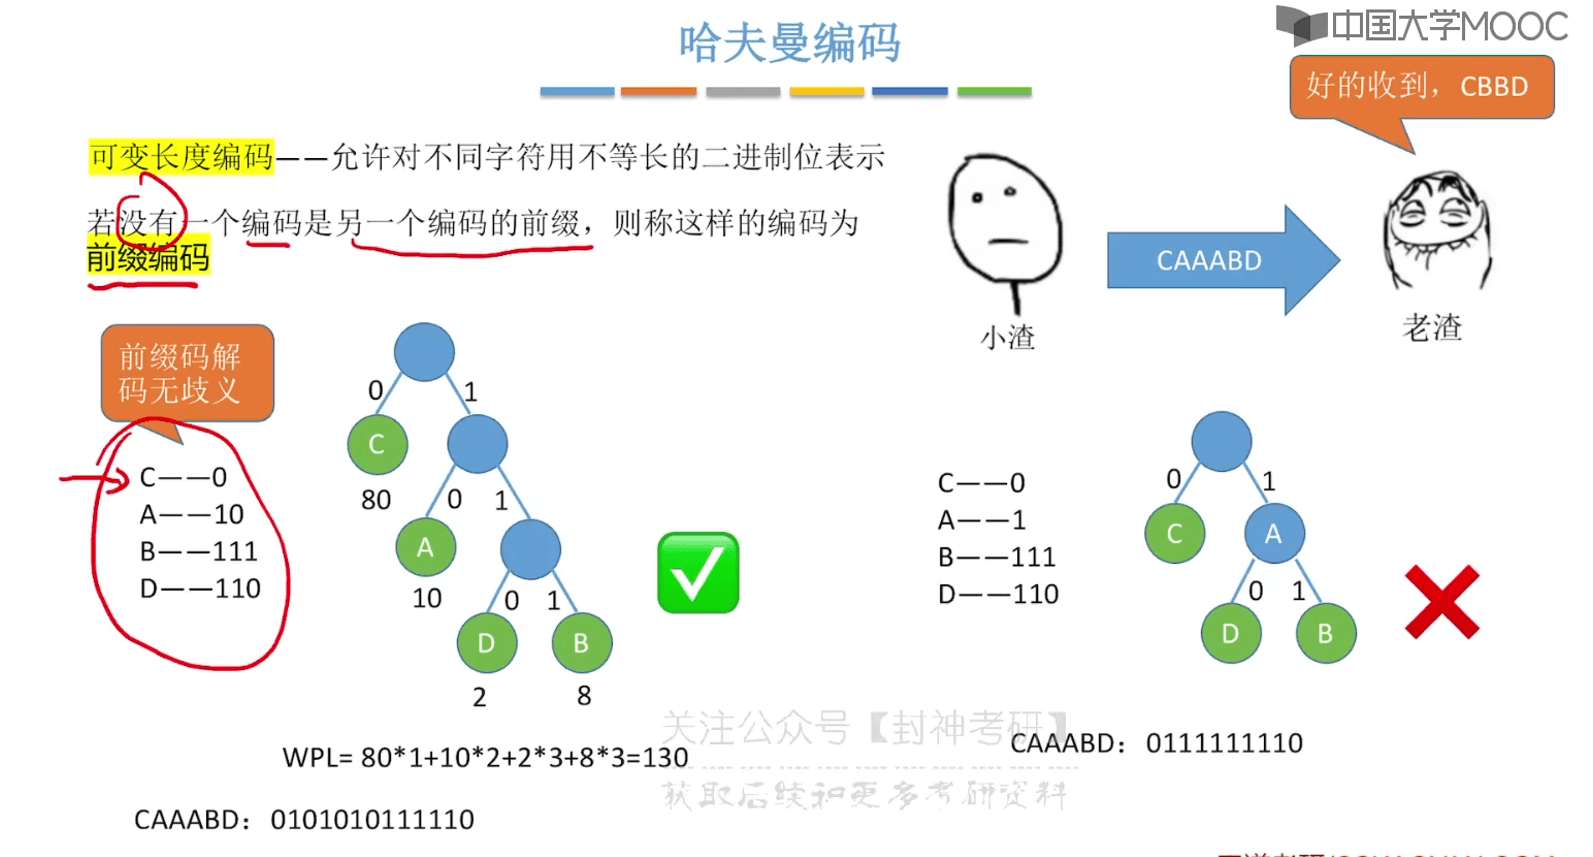 中国大学MOOC
哈夫曼编码
好的收到，CBBD
可变长度编码——允许对不同字符用不等长的二进制位表示
若没有一个编码是另一个编码的前缀，则称这样的编码为
前缀编码
CAAABD
小渣
老渣
前缀码解
码无歧义
C——0
A——10
B——111
D——110
0
1
C
80
0
1
A
10
0
1
D
B
2
8
C——0
A——1
B——111
D——110
0
1
C
A
0
1
D
B
关注公众号【封神考研】
获取后续和更多考研资料
WPL= 80*1+10*2+2*3+8*3=130
CAAABD：0111111110
CAAABD：0101010111110